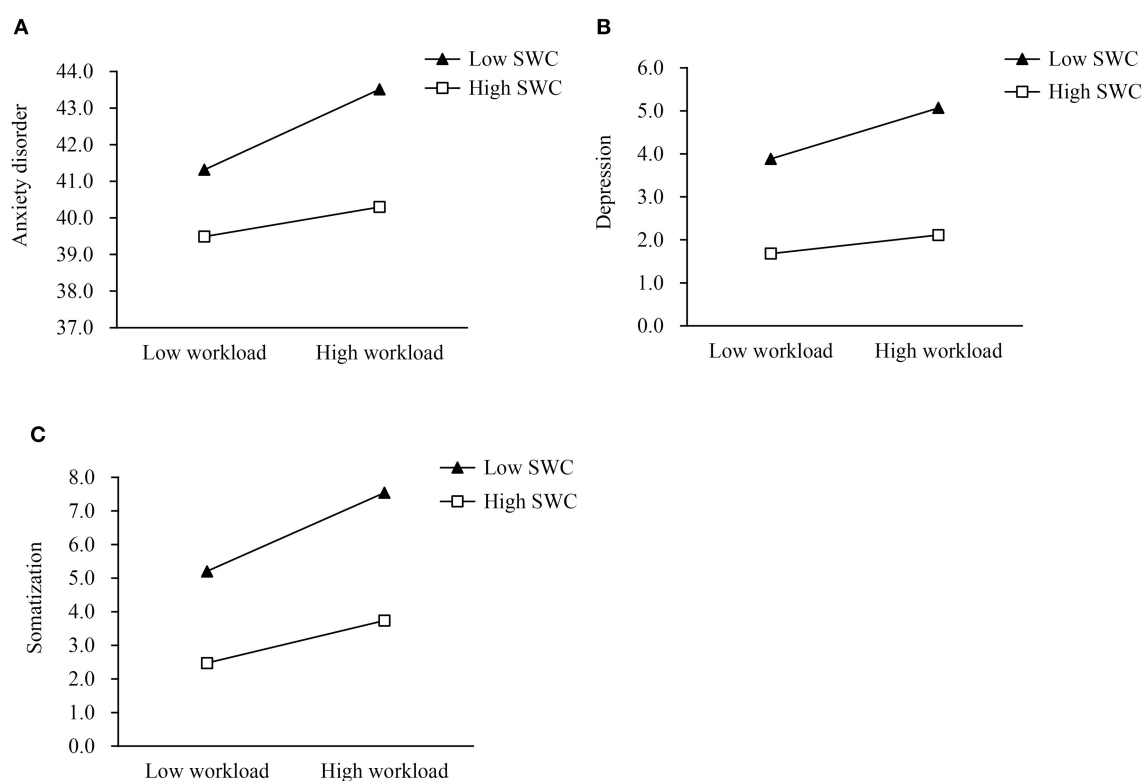 A
Low SWC
High SWC
44.0
43.0
42.0
41.0
40.0
39.0
38.0
37.0
Anxiety disorder
Low workload High workload
B
Low SWC
High SWC
6.0
5.0
4.0
3.0
2.0
1.0
0.0
Depression
Low workload High workload
C
Low SWC
High SWC
8.0
7.0
6.0
5.0
4.0
3.0
2.0
1.0
0.0
Somatization
Low workload High workload